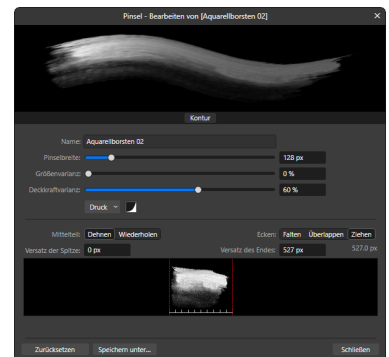 Pinsel - Bearbeiten von [Aquarellborsten 02]
Kontur
Name: Aquarellborsten 02
Pinselbreite: 128 px
Größenvarianz: 0 %
Deckkraftvarianz: 60 %
Druck
Mittelteil: Dehnen Wiederholen Ecken: Falten Überlappen Ziehen
Versatz der Spitze: 0 px Versatz des Endes: 527 px 527.0 px
Zurücksetzen Speichern unter... Schließen